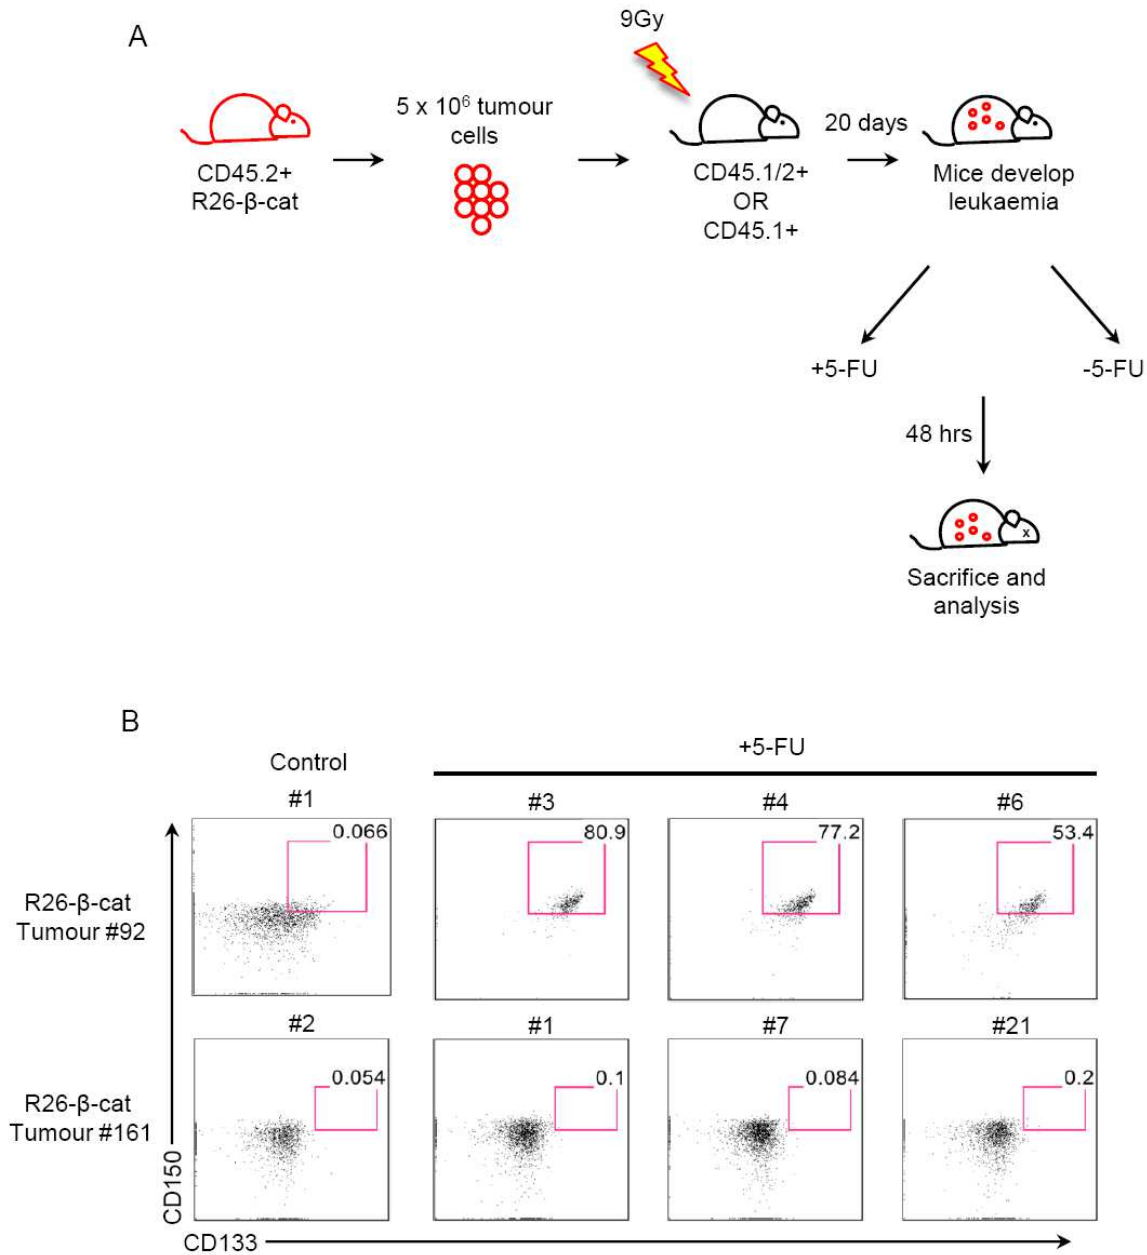 A
9Gy
5 x 10⁶ tumour
cells
20 days
CD45.2+
R26-β-cat
CD45.1/2+
OR
CD45.1+
Mice develop
leukaemia
+5-FU
-5-FU
48 hrs
x
Sacrifice and
analysis
B
Control
+5-FU
#1
#3
#4
#6
0.066
80.9
77.2
53.4
R26-β-cat
Tumour #92
#2
#1
#7
#21
0.054
0.1
0.084
0.2
R26-β-cat
Tumour #161
CD150
CD133